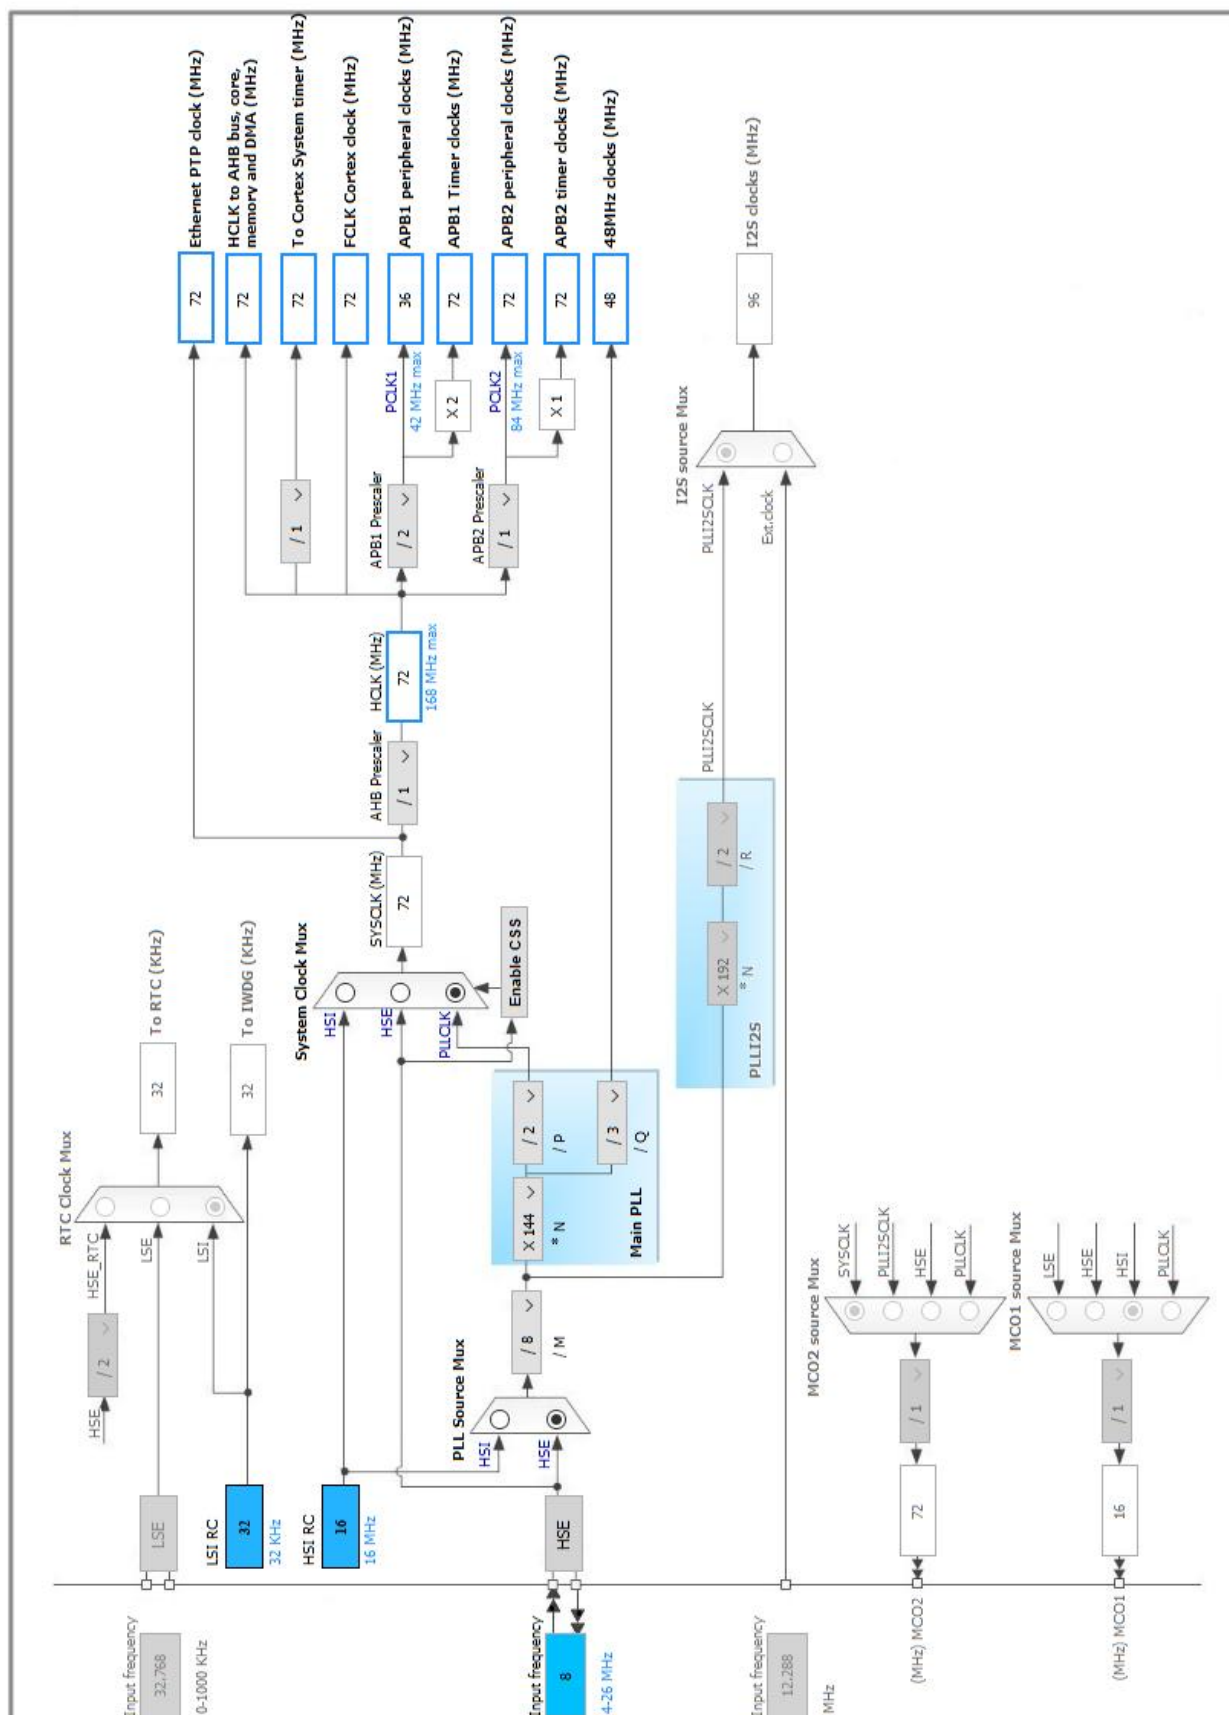 Input frequency
32.768
0-1000 KHz
LSE
HSE
/ 2
HSE_RTC
LSE
LSI
RTC Clock Mux
32
To RTC (KHz)
LSI RC
32
32 KHz
32
To IWDG (KHz)
HSI RC
16
16 MHz
Input frequency
8
4-26 MHz
HSE
PLL Source Mux
HSI
HSE
/ 8
/ M
X 144
* N
/ 2
/ P
/ 3
/ Q
Main PLL
System Clock Mux
HSI
HSE
PLLCLK
Enable CSS
SYSCLK (MHz)
72
AHB Prescaler
/ 1
HCLK (MHz)
72
168 MHz max
/ 1
APB1 Prescaler
/ 2
PCLK1
42 MHz max
X 2
APB2 Prescaler
/ 1
PCLK2
84 MHz max
X 1
72
Ethernet PTP clock (MHz)
72
HCLK to AHB bus, core,
memory and DMA (MHz)
72
To Cortex System timer (MHz)
72
FCLK Cortex clock (MHz)
36
APB1 peripheral clocks (MHz)
72
APB1 Timer clocks (MHz)
72
APB2 peripheral clocks (MHz)
72
APB2 timer clocks (MHz)
48
48MHz clocks (MHz)
X 192
* N
/ 2
/ R
PLLI2S
PLLI2SCLK
PLLI2SCLK
Ext.clock
I2S source Mux
96
I2S clocks (MHz)
Input frequency
12.288
MHz
(MHz) MCO2
72
/ 1
MCO2 source Mux
SYSCLK
PLLI2SCLK
HSE
PLLCLK
(MHz) MCO1
16
/ 1
MCO1 source Mux
LSE
HSE
HSI
PLLCLK